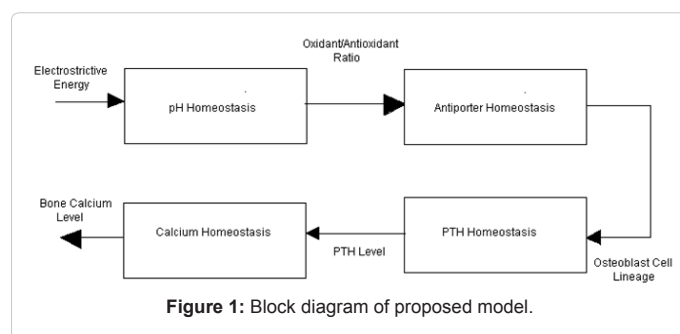 Oxidant/Antioxidant
Ratio
Electrostrictive
Energy
pH Homeostasis
Antiporter Homeostasis
Bone Calcium
Level
Calcium Homeostasis
PTH Level
PTH Homeostasis
Osteoblast Cell
Lineage
Figure 1: Block diagram of proposed model.